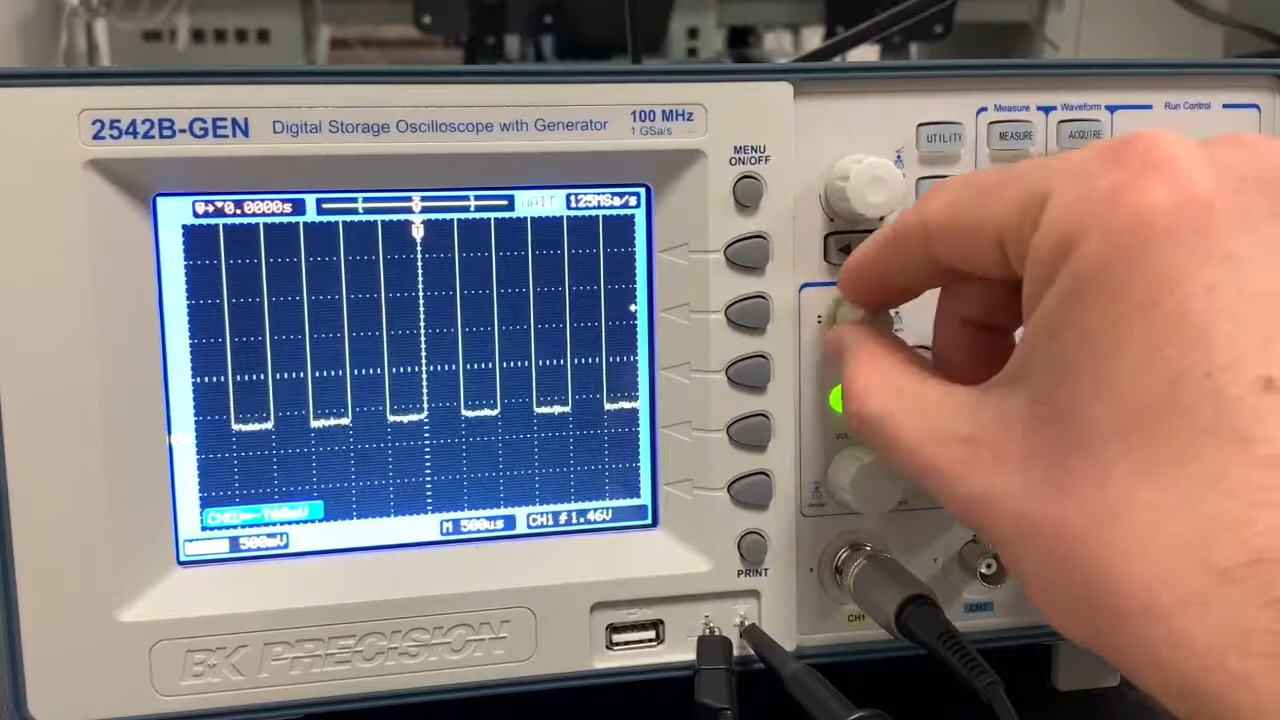 2542B-GEN Digital Storage Oscilloscope with Generator 100 MHz
1 GSa/s
MENU
ON/OFF
Measure Waveform Run Control
UTILITY MEASURE ACQUIRE
0.0000s WAIT 125MSa/s
T
M 500us CH1 1.46V
500mV
PRINT
X
Y
CH1
CH2
BK PRECISION